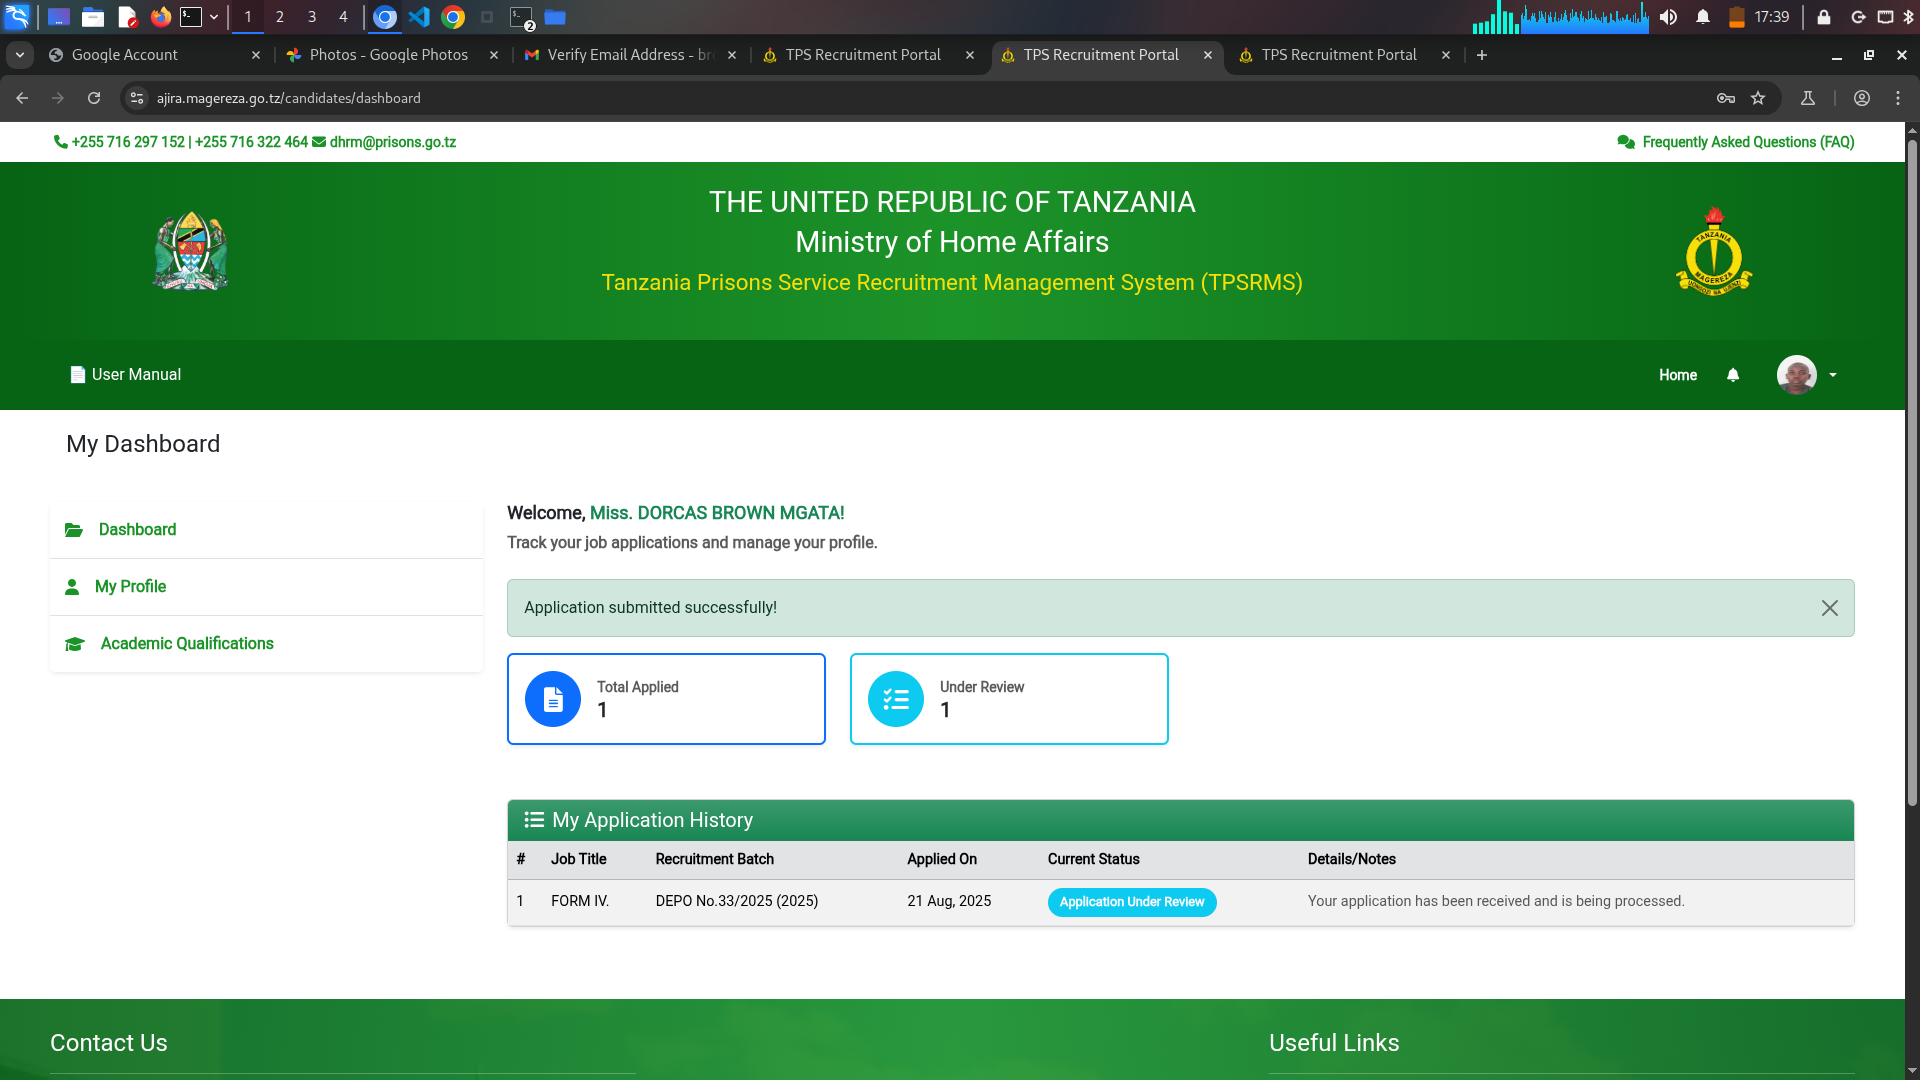 1 2 3 4 2 17:39
Google Account Photos - Google Photos Verify Email Address - bro TPS Recruitment Portal TPS Recruitment Portal TPS Recruitment Portal
ajira.magereza.go.tz/candidates/dashboard
+255 716 297 152 | +255 716 322 464 dhrm@prisons.go.tz Frequently Asked Questions (FAQ)
THE UNITED REPUBLIC OF TANZANIA
Ministry of Home Affairs
Tanzania Prisons Service Recruitment Management System (TPSRMS)
TANZANIA
MAGEREZA
User Manual Home
My Dashboard
Dashboard
My Profile
Academic Qualifications
Welcome, Miss. DORCAS BROWN MGATA!
Track your job applications and manage your profile.
Application submitted successfully!
Total Applied
1
Under Review
1
My Application History
# Job Title Recruitment Batch Applied On Current Status Details/Notes
1 FORM IV. DEPO No.33/2025 (2025) 21 Aug, 2025 Application Under Review Your application has been received and is being processed.
Contact Us Useful Links